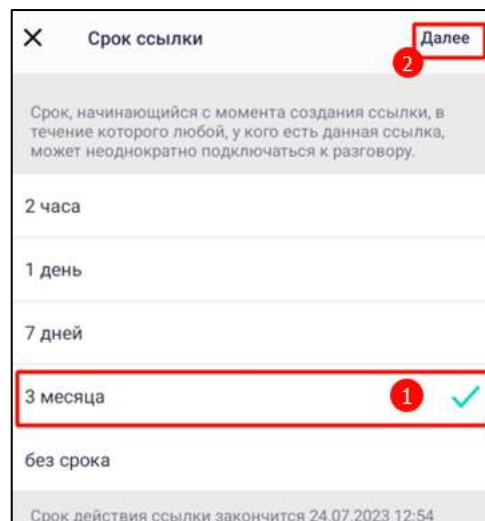 Срок ссылки
Далее
2
Срок, начинающийся с момента создания ссылки, в
течение которого любой, у кого есть данная ссылка,
может неоднократно подключаться к разговору.
2 часа
1 день
7 дней
3 месяца
1
без срока
Срок действия ссылки закончится 24.07.2023 12:54